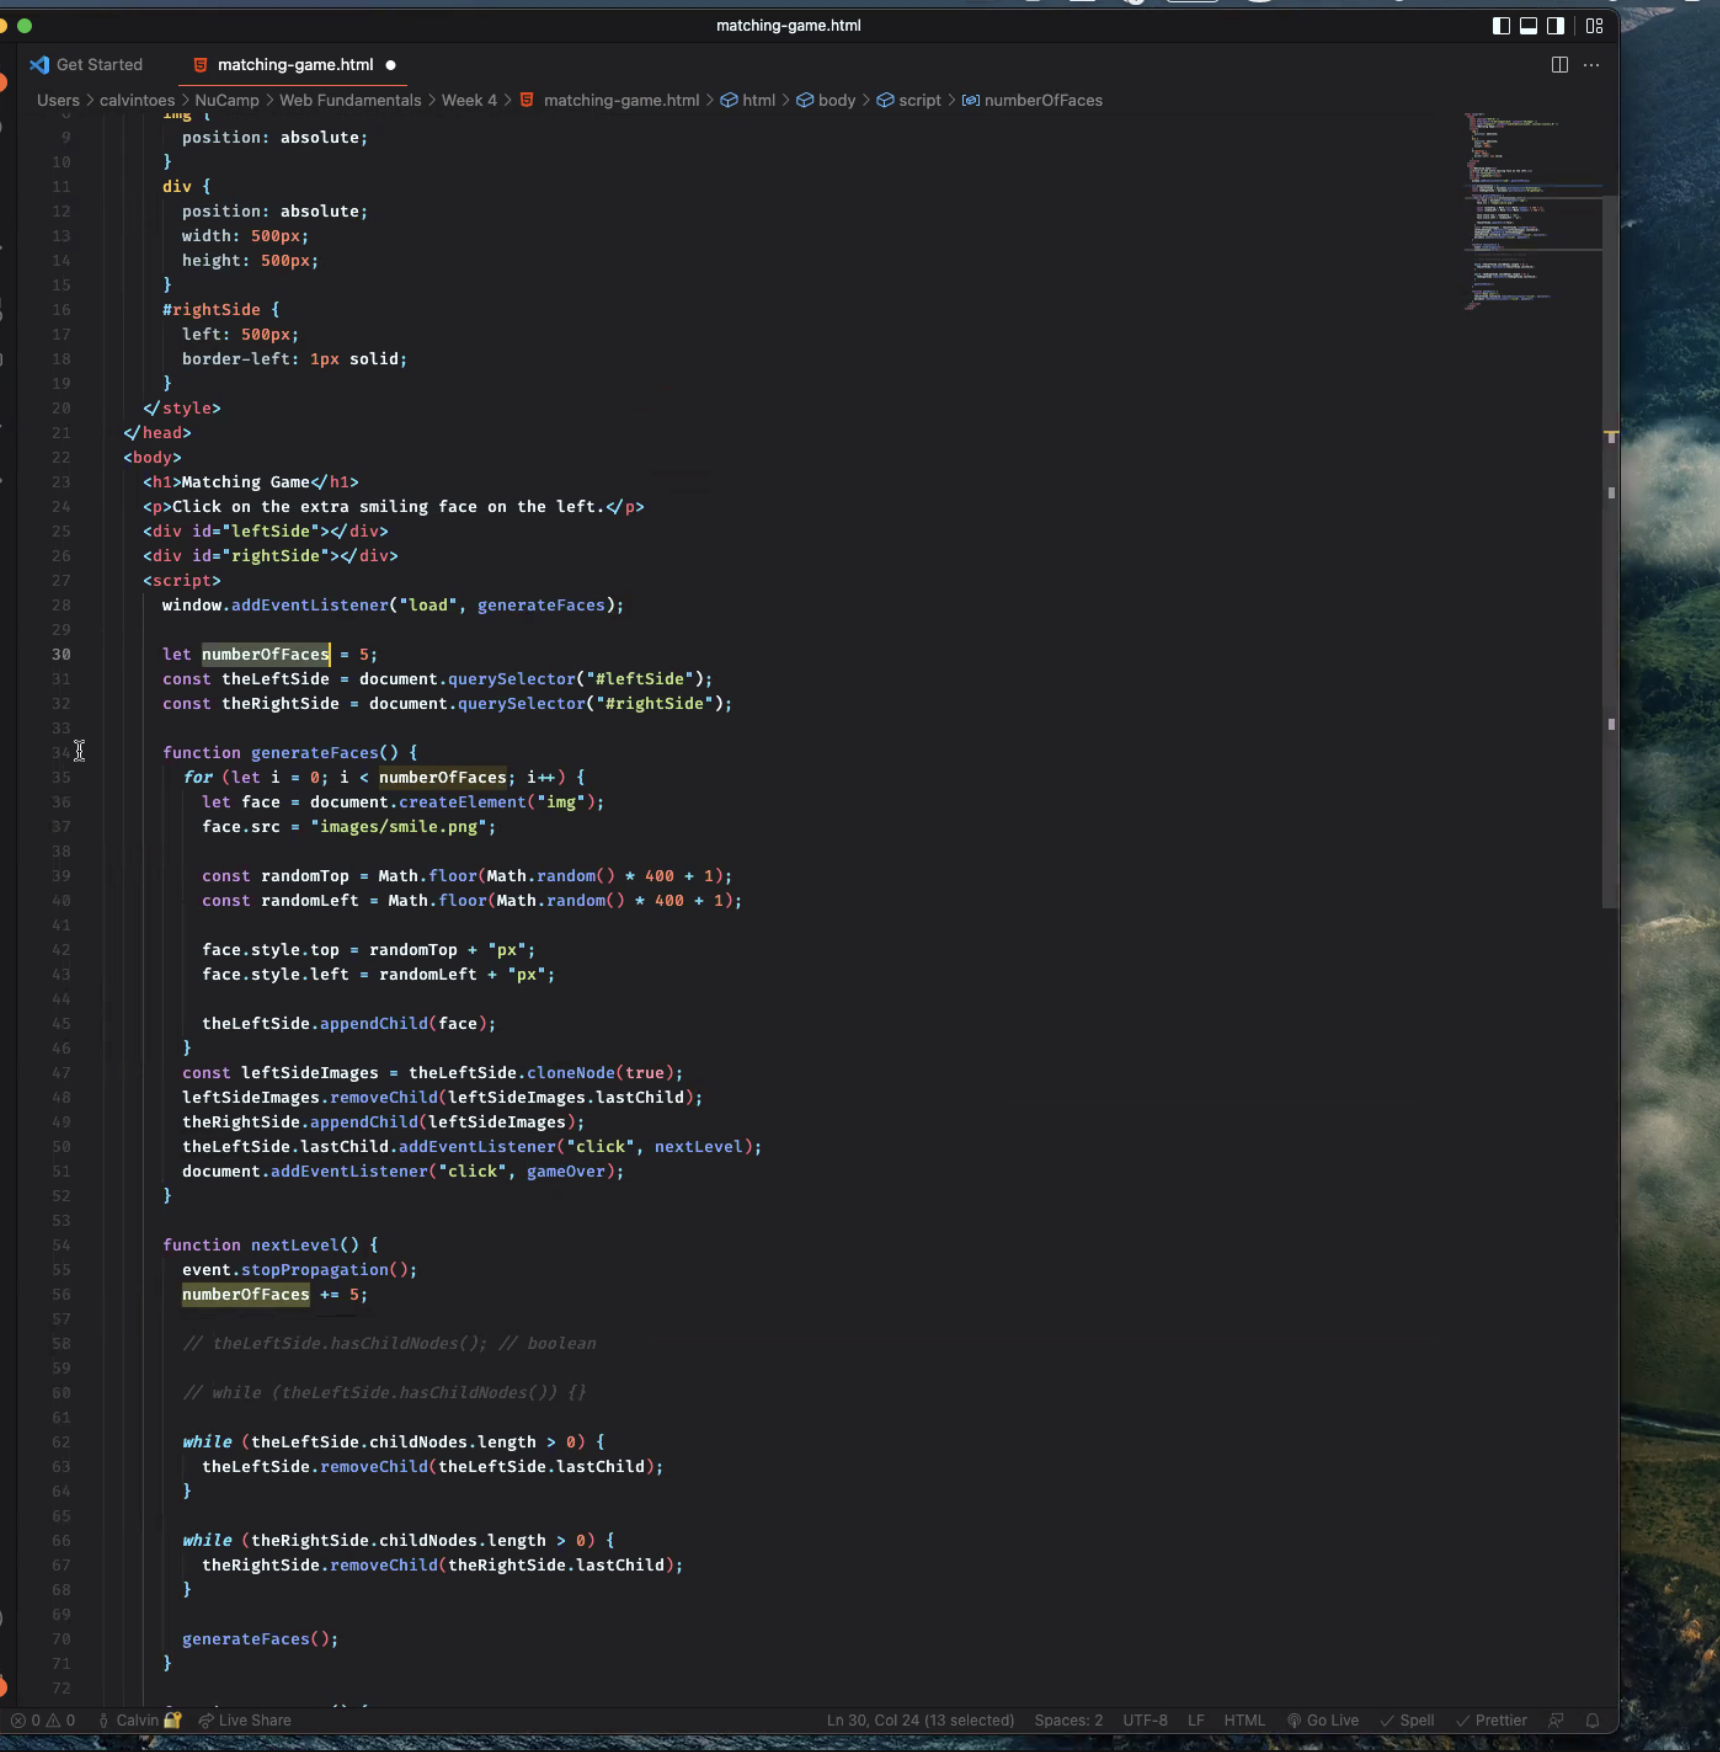 matching-game.html
Get Started
matching-game.html
Users > calvintoes > NuCamp > Web Fundamentals > Week 4 > matching-game.html > html > body > script > numberOfFaces
8 img {
9 position: absolute;
10 }
11 div {
12 position: absolute;
13 width: 500px;
14 height: 500px;
15 }
16 #rightSide {
17 left: 500px;
18 border-left: 1px solid;
19 }
20 </style>
21 </head>
22 <body>
23 <h1>Matching Game</h1>
24 <p>Click on the extra smiling face on the left.</p>
25 <div id="leftSide"></div>
26 <div id="rightSide"></div>
27 <script>
28 window.addEventListener("load", generateFaces);
29
30 let numberOfFaces = 5;
31 const theLeftSide = document.querySelector("#leftSide");
32 const theRightSide = document.querySelector("#rightSide");
33
34 function generateFaces() {
35 for (let i = 0; i < numberOfFaces; i++) {
36 let face = document.createElement("img");
37 face.src = "images/smile.png";
38
39 const randomTop = Math.floor(Math.random() * 400 + 1);
40 const randomLeft = Math.floor(Math.random() * 400 + 1);
41
42 face.style.top = randomTop + "px";
43 face.style.left = randomLeft + "px";
44
45 theLeftSide.appendChild(face);
46 }
47 const leftSideImages = theLeftSide.cloneNode(true);
48 leftSideImages.removeChild(leftSideImages.lastChild);
49 theRightSide.appendChild(leftSideImages);
50 theLeftSide.lastChild.addEventListener("click", nextLevel);
51 document.addEventListener("click", gameOver);
52 }
53
54 function nextLevel() {
55 event.stopPropagation();
56 numberOfFaces += 5;
57
58 // theLeftSide.hasChildNodes(); // boolean
59
60 // while (theLeftSide.hasChildNodes()) {}
61
62 while (theLeftSide.childNodes.length > 0) {
63 theLeftSide.removeChild(theLeftSide.lastChild);
64 }
65
66 while (theRightSide.childNodes.length > 0) {
67 theRightSide.removeChild(theRightSide.lastChild);
68 }
69
70 generateFaces();
71 }
72
0 0 Calvin Live Share Ln 30, Col 24 (13 selected) Spaces: 2 UTF-8 LF HTML Go Live Spell Prettier